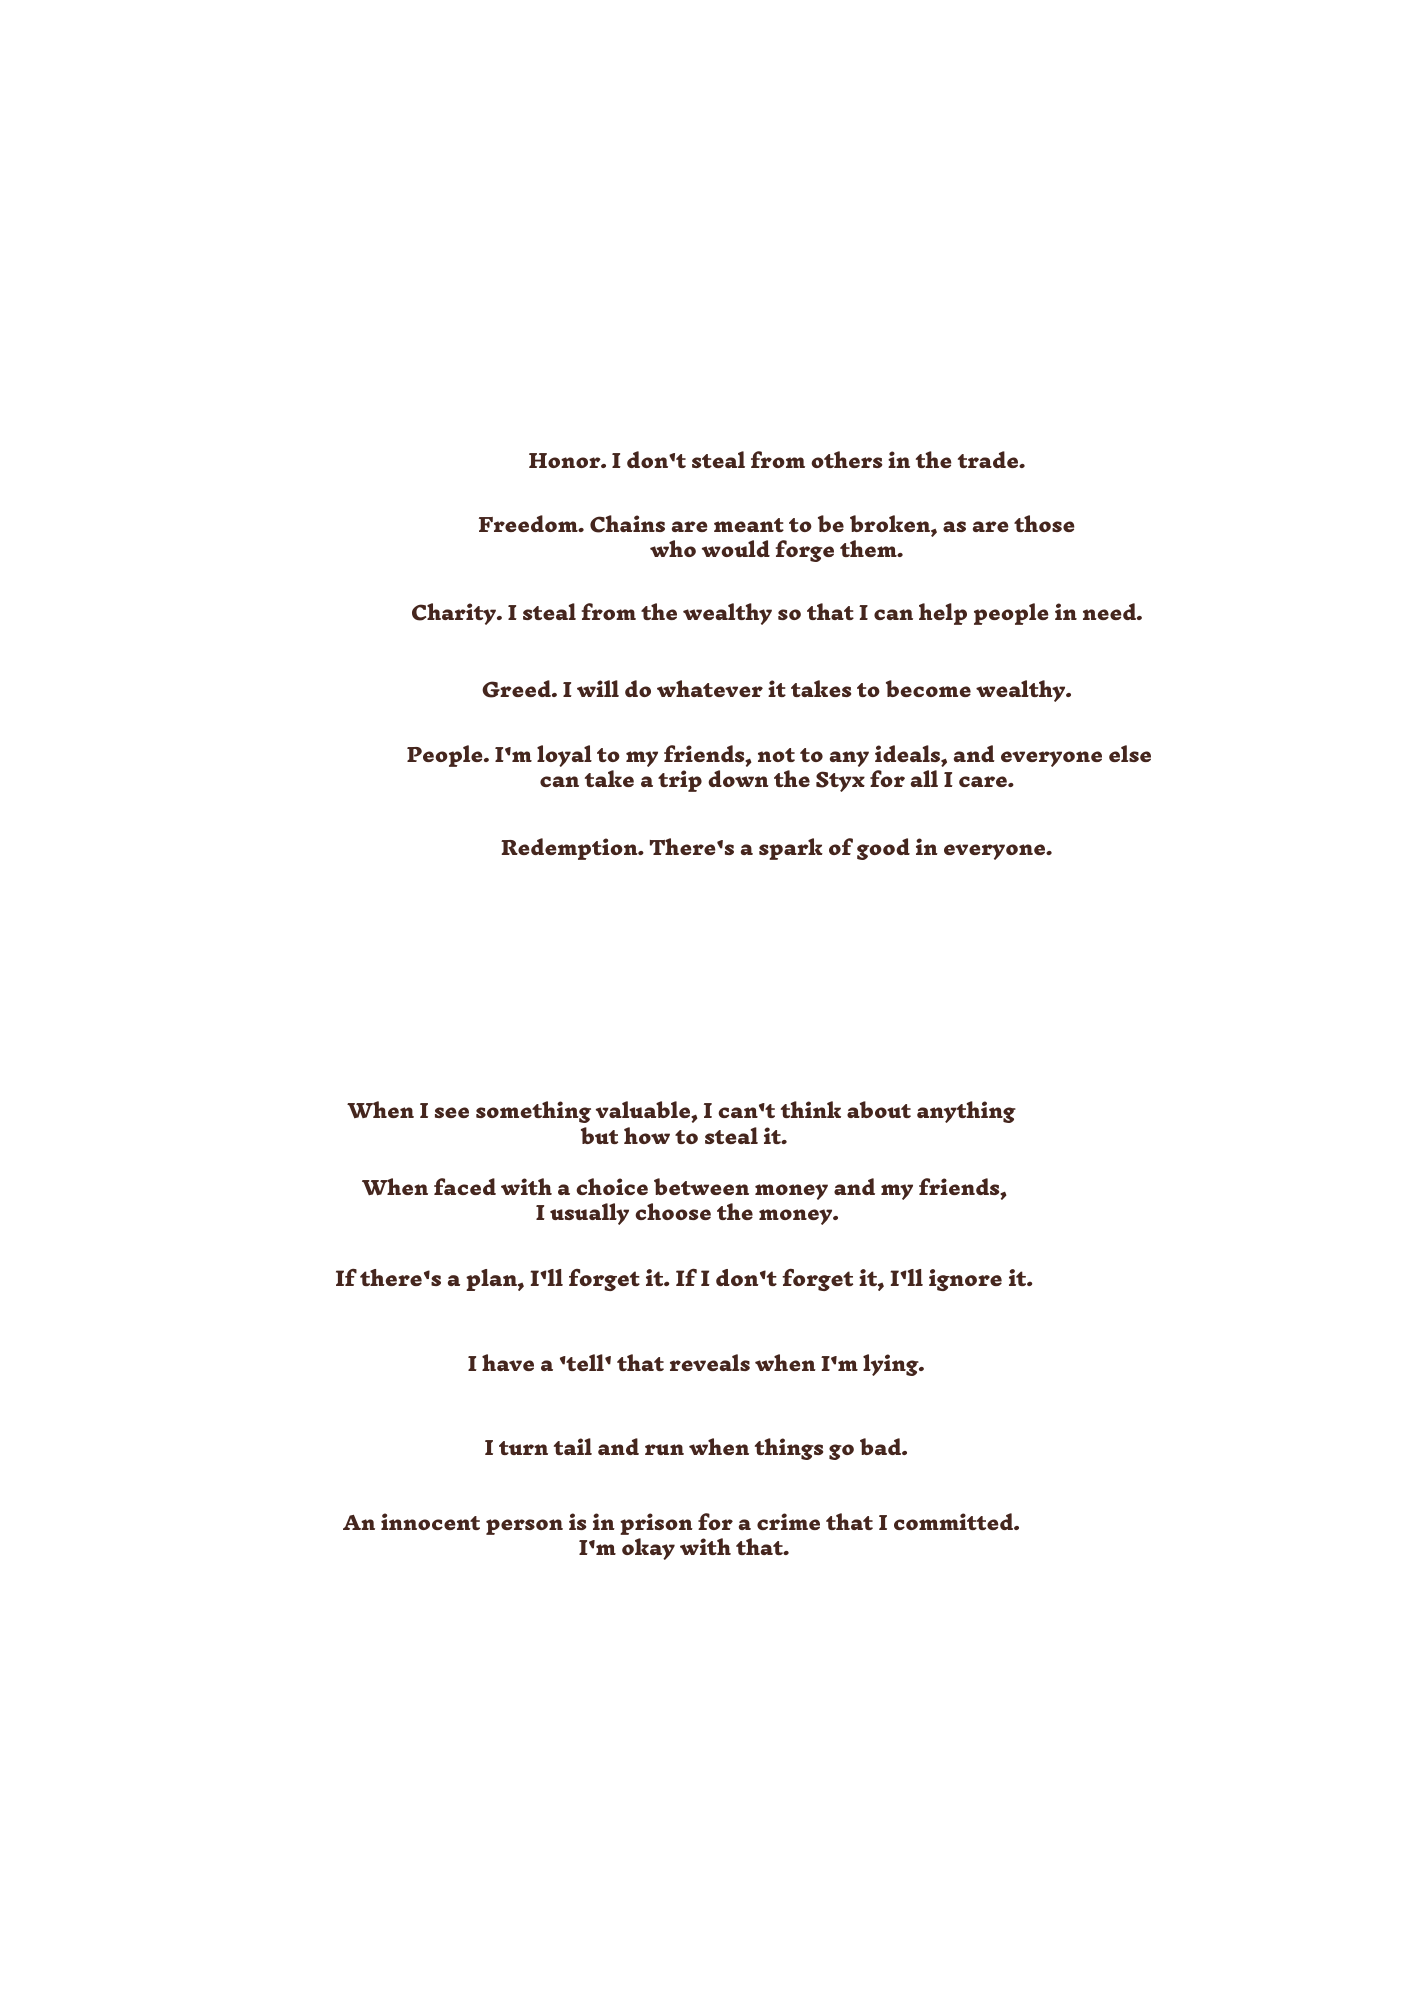 Honor. I don't steal from others in the trade.
Freedom. Chains are meant to be broken, as are those
who would forge them.
Charity. I steal from the wealthy so that I can help people in need.
Greed. I will do whatever it takes to become wealthy.
People. I'm loyal to my friends, not to any ideals, and everyone else
can take a trip down the Styx for all I care.
Redemption. There's a spark of good in everyone.
When I see something valuable, I can't think about anything
but how to steal it.
When faced with a choice between money and my friends,
I usually choose the money.
If there's a plan, I'll forget it. If I don't forget it, I'll ignore it.
I have a 'tell' that reveals when I'm lying.
I turn tail and run when things go bad.
An innocent person is in prison for a crime that I committed.
I'm okay with that.